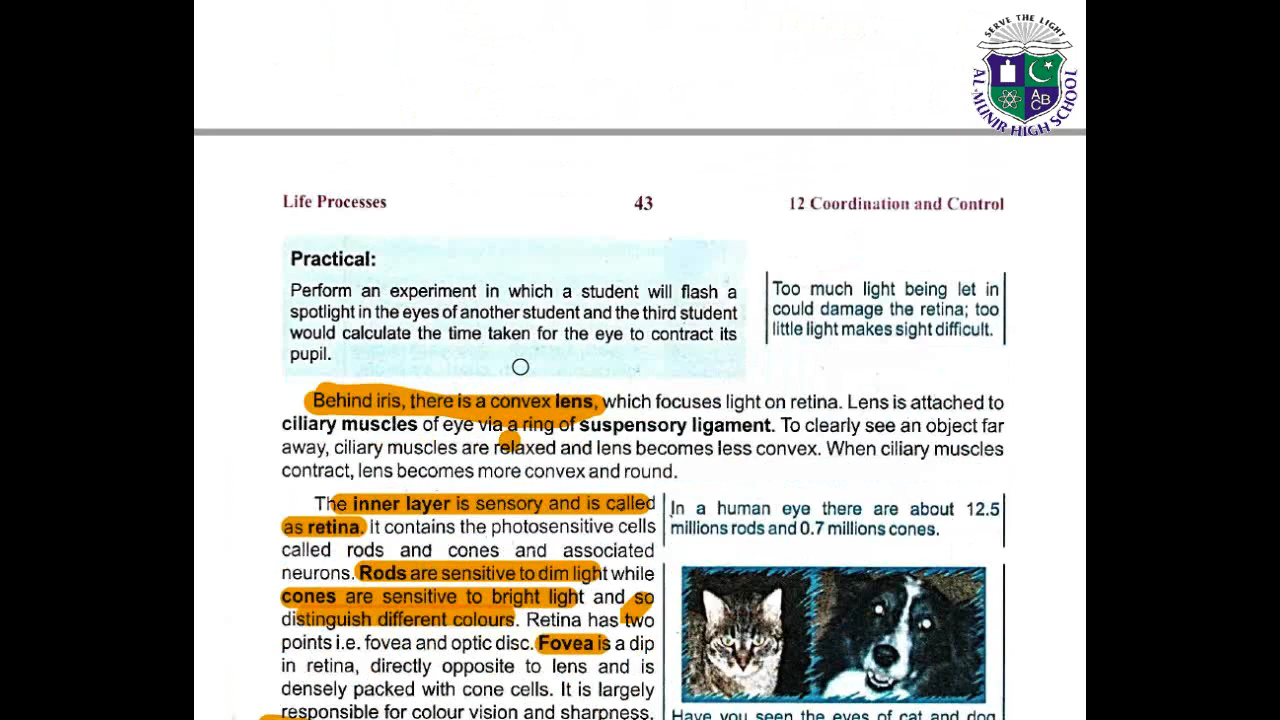 SERVE THE LIGHT
A B C
AL-MUNIR HIGH SCHOOL
Life Processes 43 12 Coordination and Control
Practical:
Perform an experiment in which a student will flash a
spotlight in the eyes of another student and the third student
would calculate the time taken for the eye to contract its
pupil.
Too much light being let in
could damage the retina; too
little light makes sight difficult.
Behind iris, there is a convex lens, which focuses light on retina. Lens is attached to
ciliary muscles of eye via a ring of suspensory ligament. To clearly see an object far
away, ciliary muscles are relaxed and lens becomes less convex. When ciliary muscles
contract, lens becomes more convex and round.
The inner layer is sensory and is called
as retina. It contains the photosensitive cells
called rods and cones and associated
neurons. Rods are sensitive to dim light while
cones are sensitive to bright light and so
distinguish different colours. Retina has two
points i.e. fovea and optic disc. Fovea is a dip
in retina, directly opposite to lens and is
densely packed with cone cells. It is largely
responsible for colour vision and sharpness.
In a human eye there are about 12.5
millions rods and 0.7 millions cones.
Have you seen the eyes of cat and dog